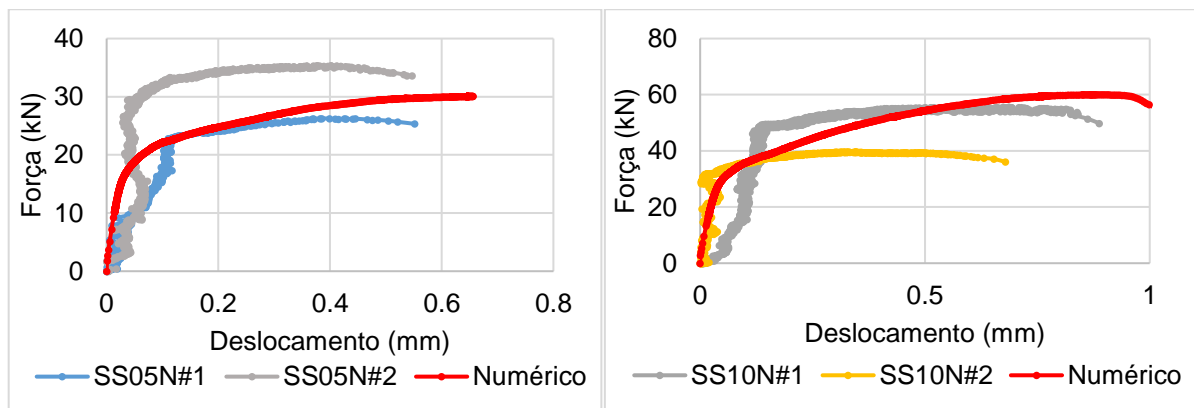 40
30
20
10
0
Força (kN)
0 0.2 0.4 0.6 0.8
Deslocamento (mm)
SS05N#1 SS05N#2 Numérico
80
60
40
20
0
Força (kN)
0 0.5 1
Deslocamento (mm)
SS10N#1 SS10N#2 Numérico